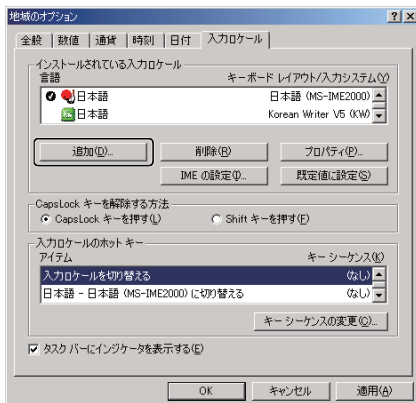 地域のオプション
全般 数値 通貨 時刻 日付 入力ロケール
インストールされている入力ロケール
言語 キーボード レイアウト/入力システム(Y)
日本語 日本語 (MS-IME2000)
日本語 Korean Writer V5 (KW)
追加(D)... 削除(R) プロパティ(P)...
IME の設定(I)... 既定値に設定(S)
CapsLock キーを解除する方法
CapsLock キーを押す(L) Shift キーを押す(F)
入力ロケールのホット キー
アイテム キー シーケンス(K)
入力ロケールを切り替える (なし)
日本語 - 日本語 (MS-IME2000) に切り替える (なし)
キー シーケンスの変更(C)...
タスク バーにインジケータを表示する(E)
OK キャンセル 適用(A)